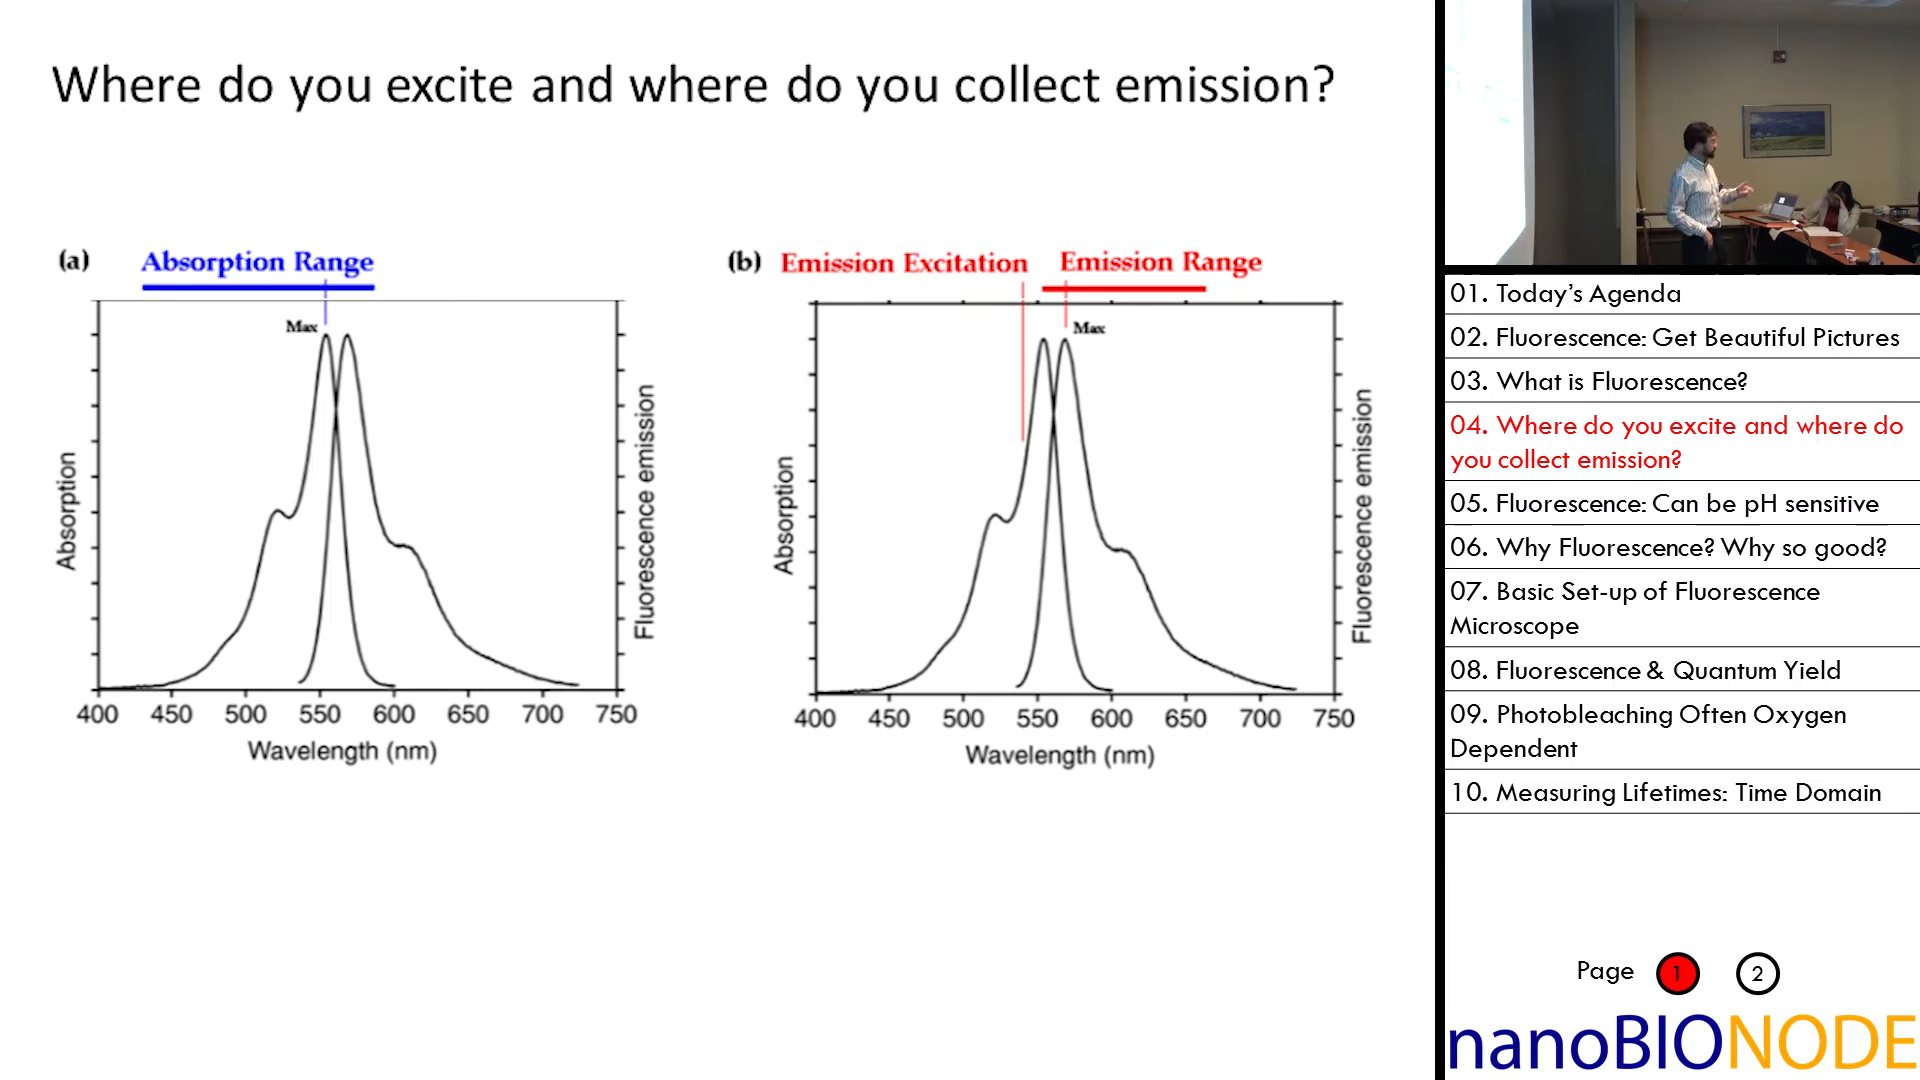 Where do you excite and where do you collect emission?
(a) Absorption Range
Max
Absorption
Fluorescence emission
400 450 500 550 600 650 700 750
Wavelength (nm)
(b) Emission Excitation Emission Range
Max
Absorption
Fluorescence emission
400 450 500 550 600 650 700 750
Wavelength (nm)
01. Today's Agenda
02. Fluorescence: Get Beautiful Pictures
03. What is Fluorescence?
04. Where do you excite and where do
you collect emission?
05. Fluorescence: Can be pH sensitive
06. Why Fluorescence? Why so good?
07. Basic Set-up of Fluorescence
Microscope
08. Fluorescence & Quantum Yield
09. Photobleaching Often Oxygen
Dependent
10. Measuring Lifetimes: Time Domain
Page 1 2
nanoBIONODE